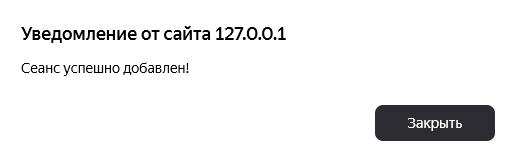 Уведомление от сайта 127.0.0.1
Сеанс успешно добавлен!
Закрыть